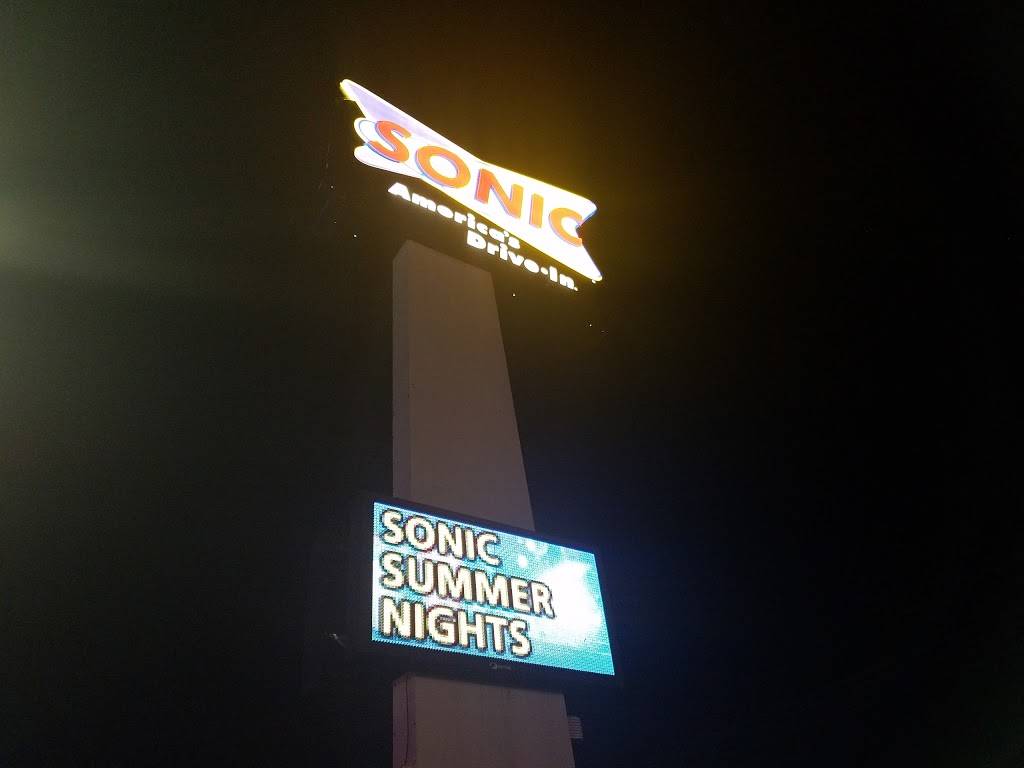 SONIC
America's
Drive-In.
SONIC
SUMMER
NIGHTS